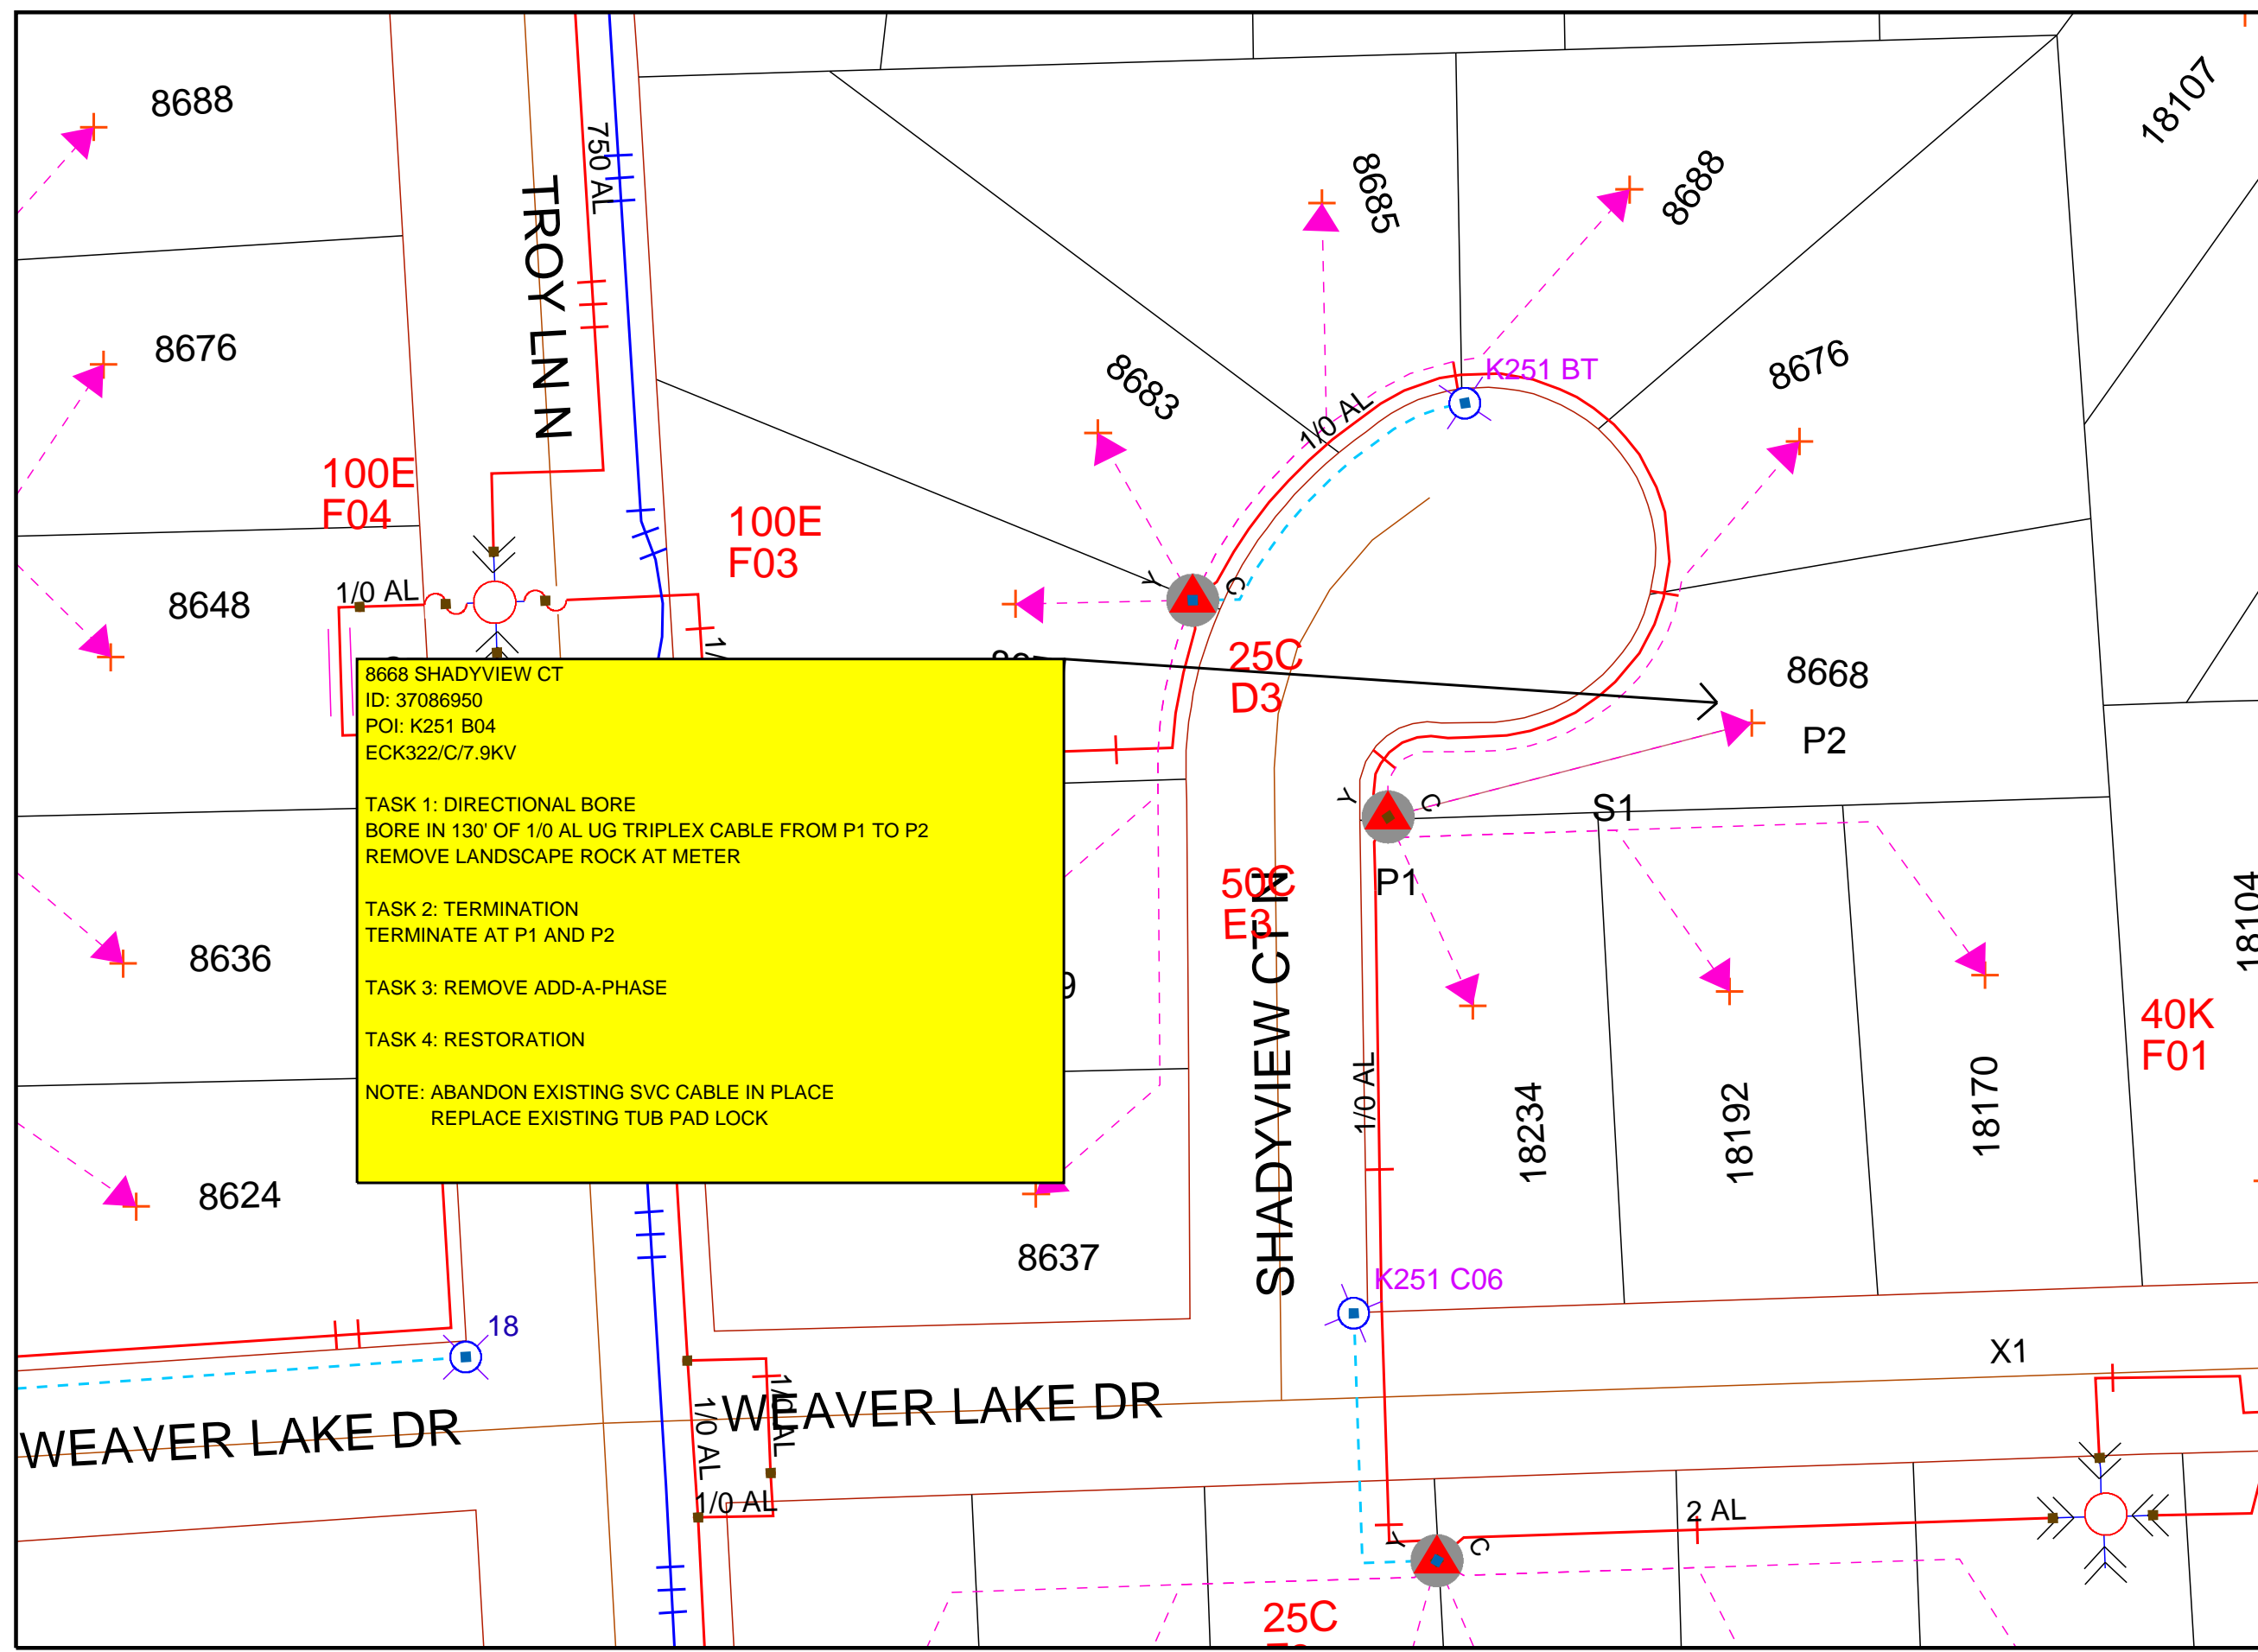 8688
8676
8648
8636
8624
TROY LN N
750 AL
100E
F04
100E
F03
1/0 AL
8683
8685
8688
8676
8668
P2
18107
K251 BT
1/0 AL
Y
C
25C
D3
Y
C
S1
P1
50C
E3
SHADYVIEW CT N
1/0 AL
18234
18192
18170
18104
40K
F01
8668 SHADYVIEW CT
ID: 37086950
POI: K251 B04
ECK322/C/7.9KV
TASK 1: DIRECTIONAL BORE
BORE IN 130' OF 1/0 AL UG TRIPLEX CABLE FROM P1 TO P2
REMOVE LANDSCAPE ROCK AT METER
TASK 2: TERMINATION
TERMINATE AT P1 AND P2
TASK 3: REMOVE ADD-A-PHASE
TASK 4: RESTORATION
NOTE: ABANDON EXISTING SVC CABLE IN PLACE
REPLACE EXISTING TUB PAD LOCK
8637
K251 C06
18
X1
WEAVER LAKE DR
WEAVER LAKE DR
1/0 AL
1/0 AL
1/0 AL
2 AL
Y
C
25C